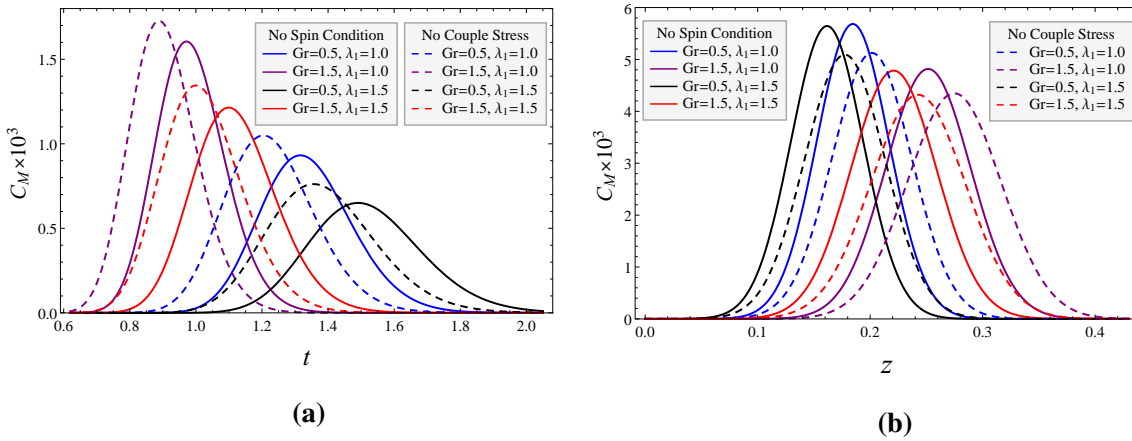 No Spin Condition
Gr=0.5, λ1=1.0
Gr=1.5, λ1=1.0
Gr=0.5, λ1=1.5
Gr=1.5, λ1=1.5
No Couple Stress
Gr=0.5, λ1=1.0
Gr=1.5, λ1=1.0
Gr=0.5, λ1=1.5
Gr=1.5, λ1=1.5
C_M×10^3
1.5
1.0
0.5
0.0
0.6 0.8 1.0 1.2 1.4 1.6 1.8 2.0
t
(a)
No Spin Condition
Gr=0.5, λ1=1.0
Gr=1.5, λ1=1.0
Gr=0.5, λ1=1.5
Gr=1.5, λ1=1.5
No Couple Stress
Gr=0.5, λ1=1.0
Gr=1.5, λ1=1.0
Gr=0.5, λ1=1.5
Gr=1.5, λ1=1.5
C_M×10^3
6
5
4
3
2
1
0
0.0 0.1 0.2 0.3 0.4
z
(b)